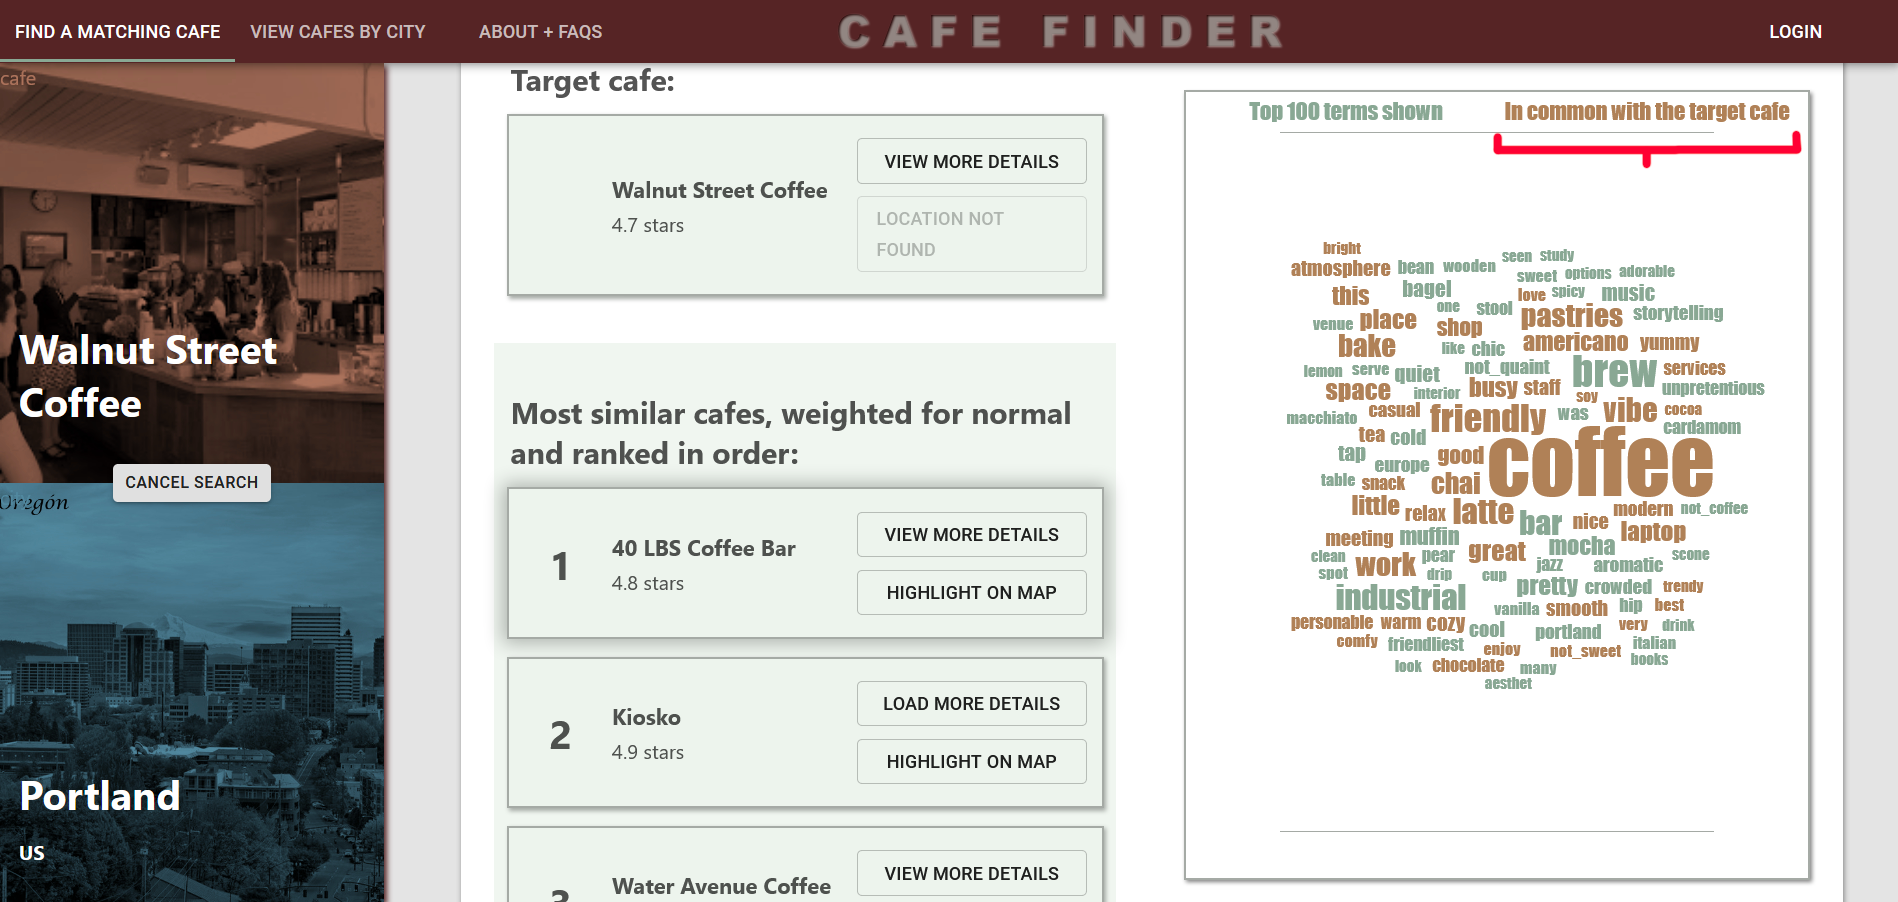 FIND A MATCHING CAFE
VIEW CAFES BY CITY
ABOUT + FAQS
CAFE FINDER
LOGIN
cafe
Walnut Street
Coffee
CANCEL SEARCH
Oregón
Portland
US
Target cafe:
Walnut Street Coffee
4.7 stars
VIEW MORE DETAILS
LOCATION NOT
FOUND
Most similar cafes, weighted for normal
and ranked in order:
1
40 LBS Coffee Bar
4.8 stars
VIEW MORE DETAILS
HIGHLIGHT ON MAP
2
Kiosko
4.9 stars
LOAD MORE DETAILS
HIGHLIGHT ON MAP
3
Water Avenue Coffee
VIEW MORE DETAILS
Top 100 terms shown
In common with the target cafe
bright
seen study
atmosphere bean wooden
sweet options adorable
this bagel
love spicy music
one stool
venue place shop pastries storytelling
bake like chic americano yummy
lemon serve quiet not_quaint brew services
space interior busy staff soy unpretentious
macchiato casual friendly was vibe cocoa
tea cold cardamom
tap europe good coffee
table snack chai
little relax latte bar nice modern not_coffee
laptop
meeting muffin great mocha
clean pear jazz aromatic scone
spot work drip cup pretty crowded trendy
industrial vanilla smooth hip best
personable warm cozy cool portland very drink
comfy friendliest enjoy not_sweet italian
look chocolate many books
aesthet